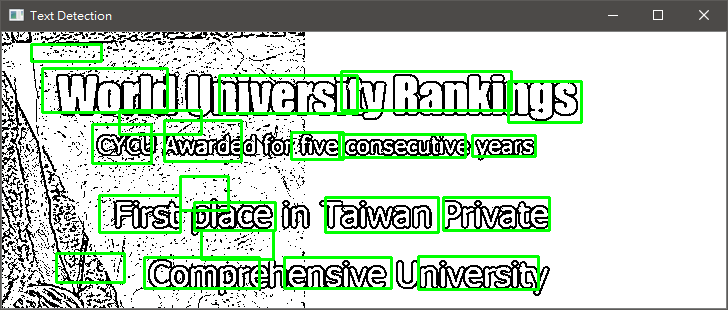 Text Detection
World University Rankings
CYCU Awarded for five consecutive years
First place in Taiwan Private
Comprehensive University